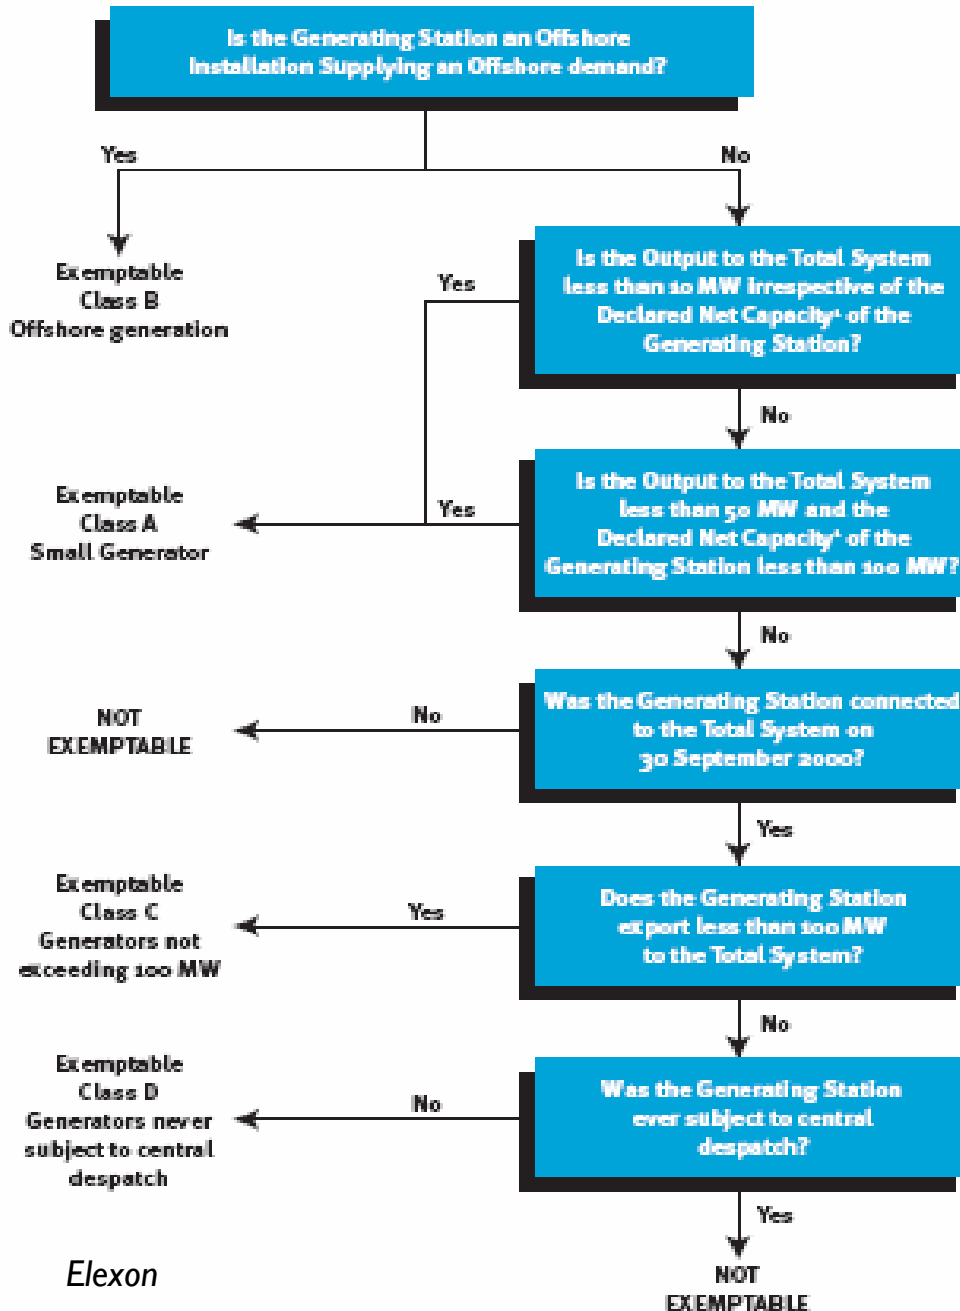 Is the Generating Station an Offshore
Installation Supplying an Offshore demand?
Yes
No
Exemptable
Class B
Offshore generation
Is the Output to the Total System
less than 10 MW irrespective of the
Declared Net Capacity¹ of the
Generating Station?
Yes
No
Exemptable
Class A
Small Generator
Yes
Is the Output to the Total System
less than 50 MW and the
Declared Net Capacity¹ of the
Generating Station less than 100 MW?
No
NOT
EXEMPTABLE
No
Was the Generating Station connected
to the Total System on
30 September 2000?
Yes
Exemptable
Class C
Generators not
exceeding 100 MW
Yes
Does the Generating Station
export less than 100 MW
to the Total System?
No
Exemptable
Class D
Generators never
subject to central
despatch
No
Was the Generating Station
ever subject to central
despatch?
Yes
NOT
EXEMPTABLE
Elexon